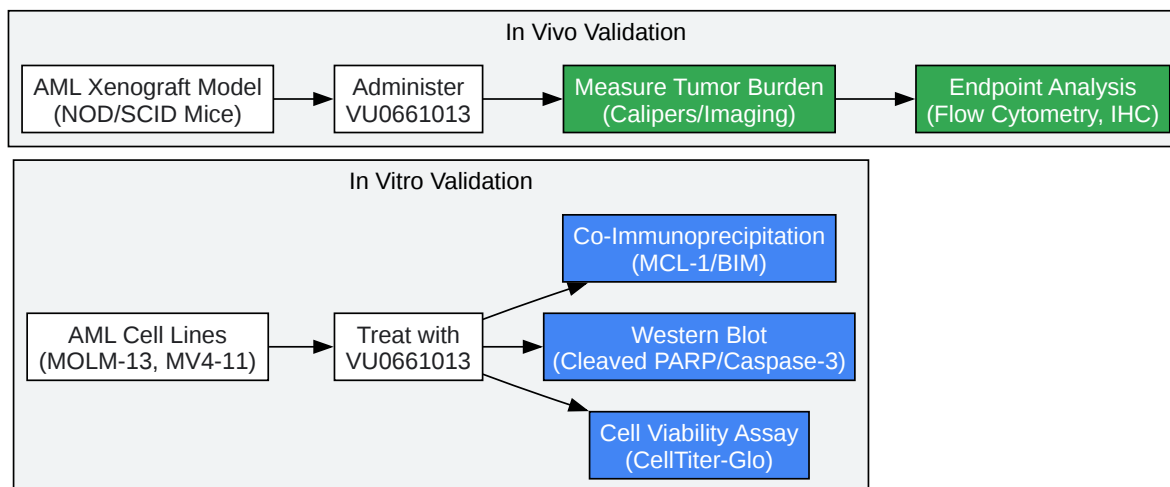 In Vivo Validation
AML Xenograft Model
(NOD/SCID Mice)
Administer
VU0661013
Measure Tumor Burden
(Calipers/Imaging)
Endpoint Analysis
(Flow Cytometry, IHC)
In Vitro Validation
AML Cell Lines
(MOLM-13, MV4-11)
Treat with
VU0661013
Co-Immunoprecipitation
(MCL-1/BIM)
Western Blot
(Cleaved PARP/Caspase-3)
Cell Viability Assay
(CellTiter-Glo)